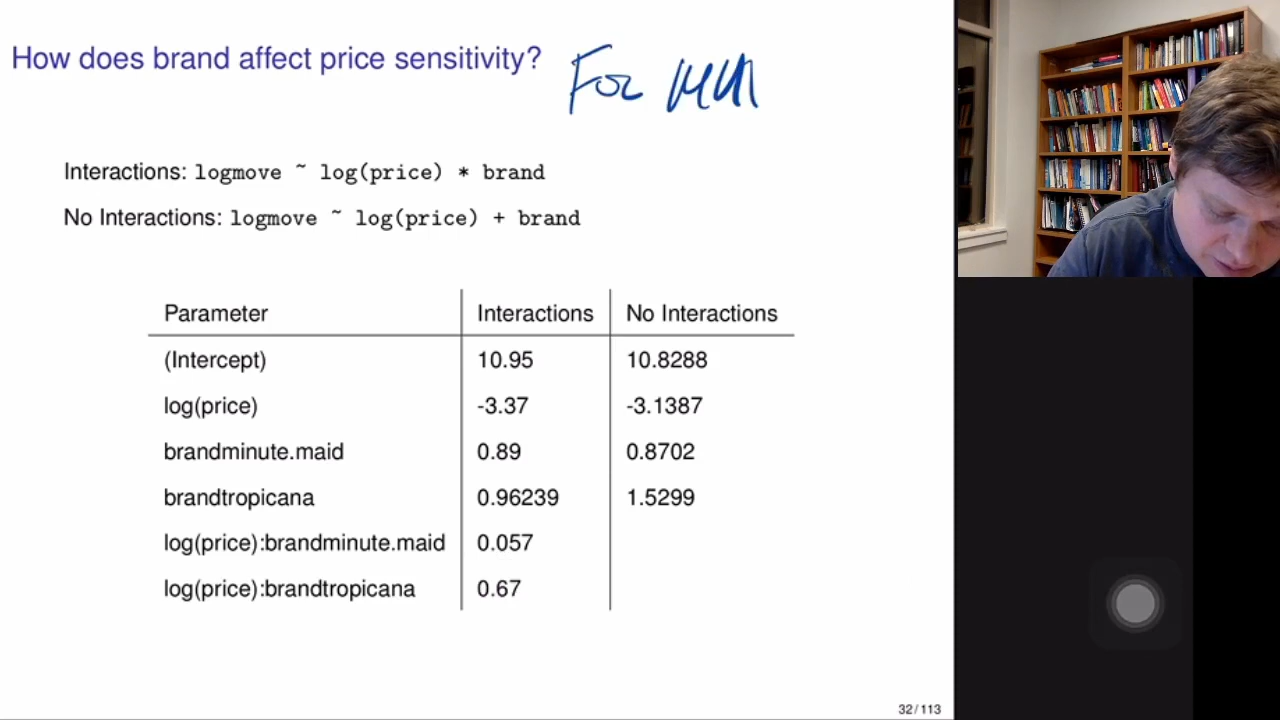 How does brand affect price sensitivity?
For MM
Interactions: logmove ~ log(price) * brand
No Interactions: logmove ~ log(price) + brand
Parameter Interactions No Interactions
(Intercept) 10.95 10.8288
log(price) -3.37 -3.1387
brandminute.maid 0.89 0.8702
brandtropicana 0.96239 1.5299
log(price):brandminute.maid 0.057
log(price):brandtropicana 0.67
32/113